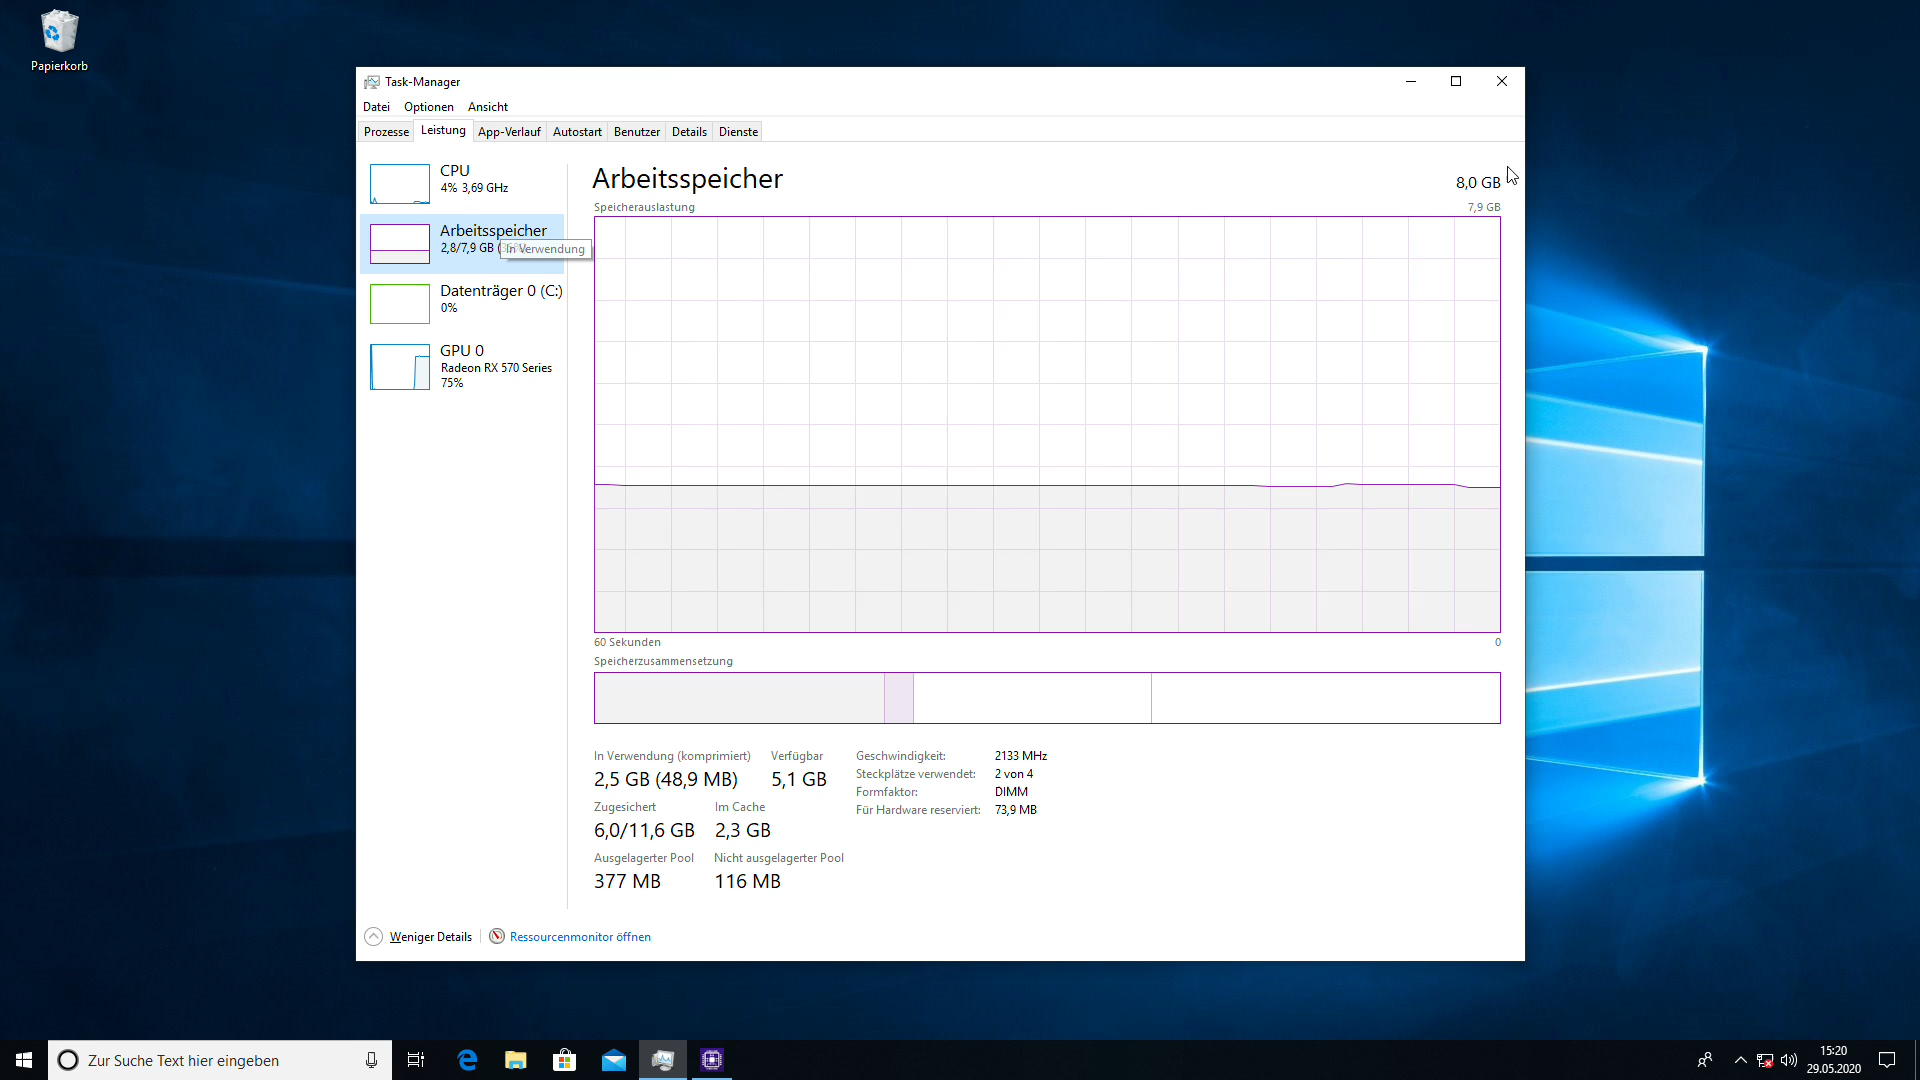 Papierkorb
Task-Manager
Datei Optionen Ansicht
Prozesse Leistung App-Verlauf Autostart Benutzer Details Dienste
CPU
4% 3,69 GHz
Arbeitsspeicher
2,8/7,9 GB
In Verwendung
Datenträger 0 (C:)
0%
GPU 0
Radeon RX 570 Series
75%
Arbeitsspeicher
8,0 GB
Speicherauslastung
7,9 GB
60 Sekunden
0
Speicherzusammensetzung
In Verwendung (komprimiert)
2,5 GB (48,9 MB)
Verfügbar
5,1 GB
Zugesichert
6,0/11,6 GB
Im Cache
2,3 GB
Ausgelagerter Pool
377 MB
Nicht ausgelagerter Pool
116 MB
Geschwindigkeit: 2133 MHz
Steckplätze verwendet: 2 von 4
Formfaktor: DIMM
Für Hardware reserviert: 73,9 MB
Weniger Details
Ressourcenmonitor öffnen
Zur Suche Text hier eingeben
15:20
29.05.2020